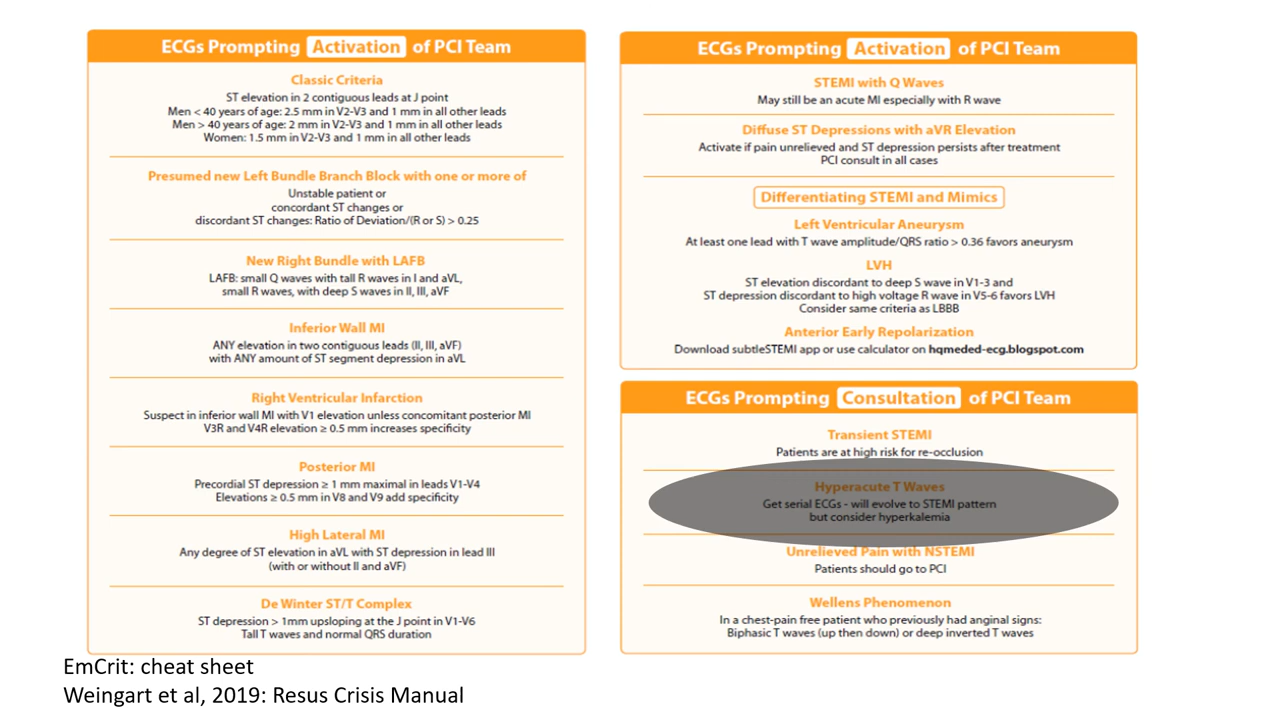 ECGs Prompting Activation of PCI Team
Classic Criteria
ST elevation in 2 contiguous leads at J point
Men < 40 years of age: 2.5 mm in V2-V3 and 1 mm in all other leads
Men > 40 years of age: 2 mm in V2-V3 and 1 mm in all other leads
Women: 1.5 mm in V2-V3 and 1 mm in all other leads
Presumed new Left Bundle Branch Block with one or more of
Unstable patient or
concordant ST changes or
discordant ST changes: Ratio of Deviation/(R or S) > 0.25
New Right Bundle with LAFB
LAFB: small Q waves with tall R waves in I and aVL,
small R waves, with deep S waves in II, III, aVF
Inferior Wall MI
ANY elevation in two contiguous leads (II, III, aVF)
with ANY amount of ST segment depression in aVL
Right Ventricular Infarction
Suspect in inferior wall MI with V1 elevation unless concomitant posterior MI
V3R and V4R elevation ≥ 0.5 mm increases specificity
Posterior MI
Precordial ST depression ≥ 1 mm maximal in leads V1-V4
Elevations ≥ 0.5 mm in V8 and V9 add specificity
High Lateral MI
Any degree of ST elevation in aVL with ST depression in lead III
(with or without II and aVF)
De Winter ST/T Complex
ST depression > 1mm upsloping at the J point in V1-V6
Tall T waves and normal QRS duration
ECGs Prompting Activation of PCI Team
STEMI with Q Waves
May still be an acute MI especially with R wave
Diffuse ST Depressions with aVR Elevation
Activate if pain unrelieved and ST depression persists after treatment
PCI consult in all cases
Differentiating STEMI and Mimics
Left Ventricular Aneurysm
At least one lead with T wave amplitude/QRS ratio > 0.36 favors aneurysm
LVH
ST elevation discordant to deep S wave in V1-3 and
ST depression discordant to high voltage R wave in V5-6 favors LVH
Consider same criteria as LBBB
Anterior Early Repolarization
Download subtleSTEMI app or use calculator on hqmeded-ecg.blogspot.com
ECGs Prompting Consultation of PCI Team
Transient STEMI
Patients are at high risk for re-occlusion
Hyperacute T Waves
Get serial ECGs - will evolve to STEMI pattern
but consider hyperkalemia
Unrelieved Pain with NSTEMI
Patients should go to PCI
Wellens Phenomenon
In a chest-pain free patient who previously had anginal signs:
Biphasic T waves (up then down) or deep inverted T waves
EmCrit: cheat sheet
Weingart et al, 2019: Resus Crisis Manual